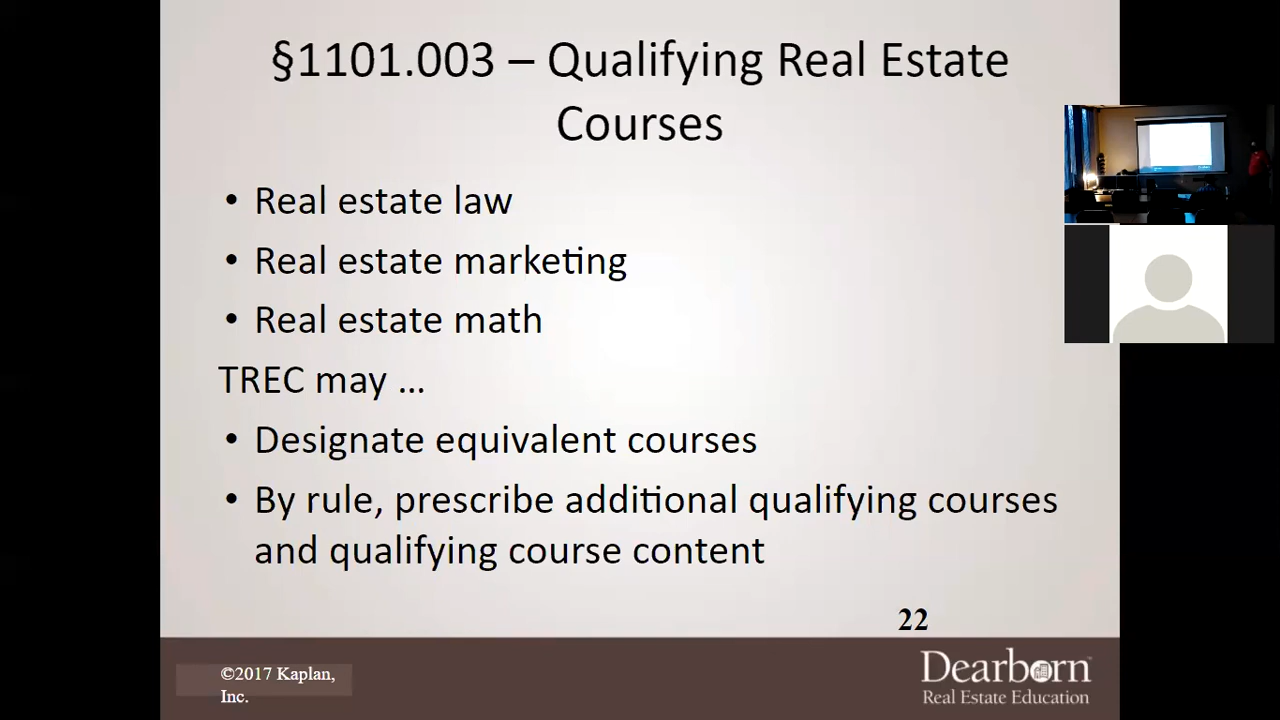 §1101.003 – Qualifying Real Estate
Courses
• Real estate law
• Real estate marketing
• Real estate math
TREC may ...
• Designate equivalent courses
• By rule, prescribe additional qualifying courses
and qualifying course content
22
©2017 Kaplan,
Inc.
Dearborn™
Real Estate Education